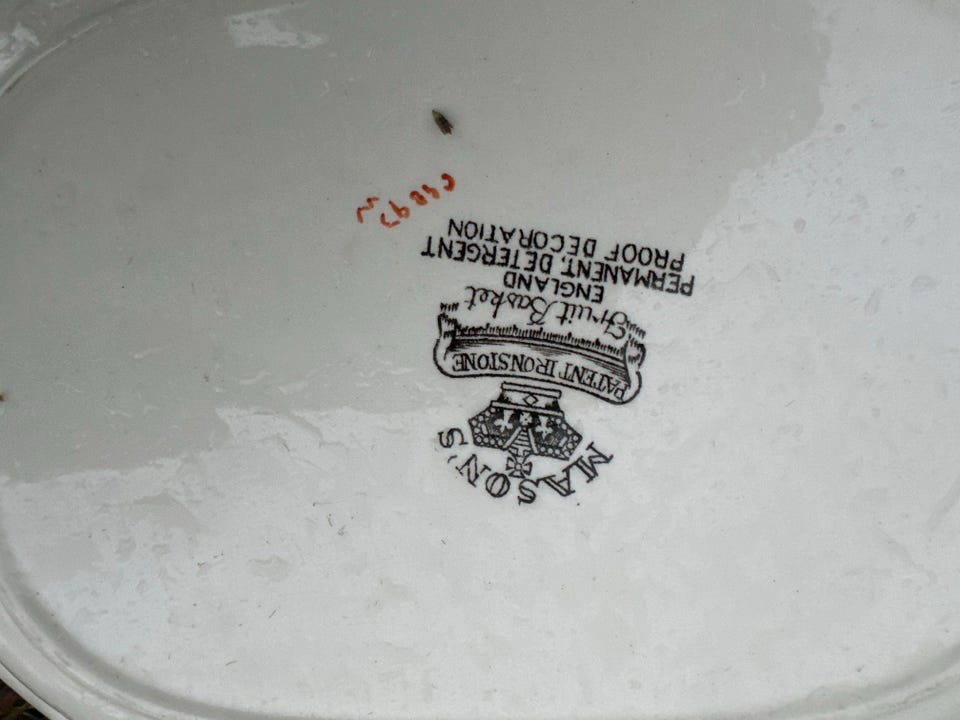 MASON'S
PATENT IRONSTONE
Fruit Basket
ENGLAND
PERMANENT, DETERGENT
PROOF DECORATION